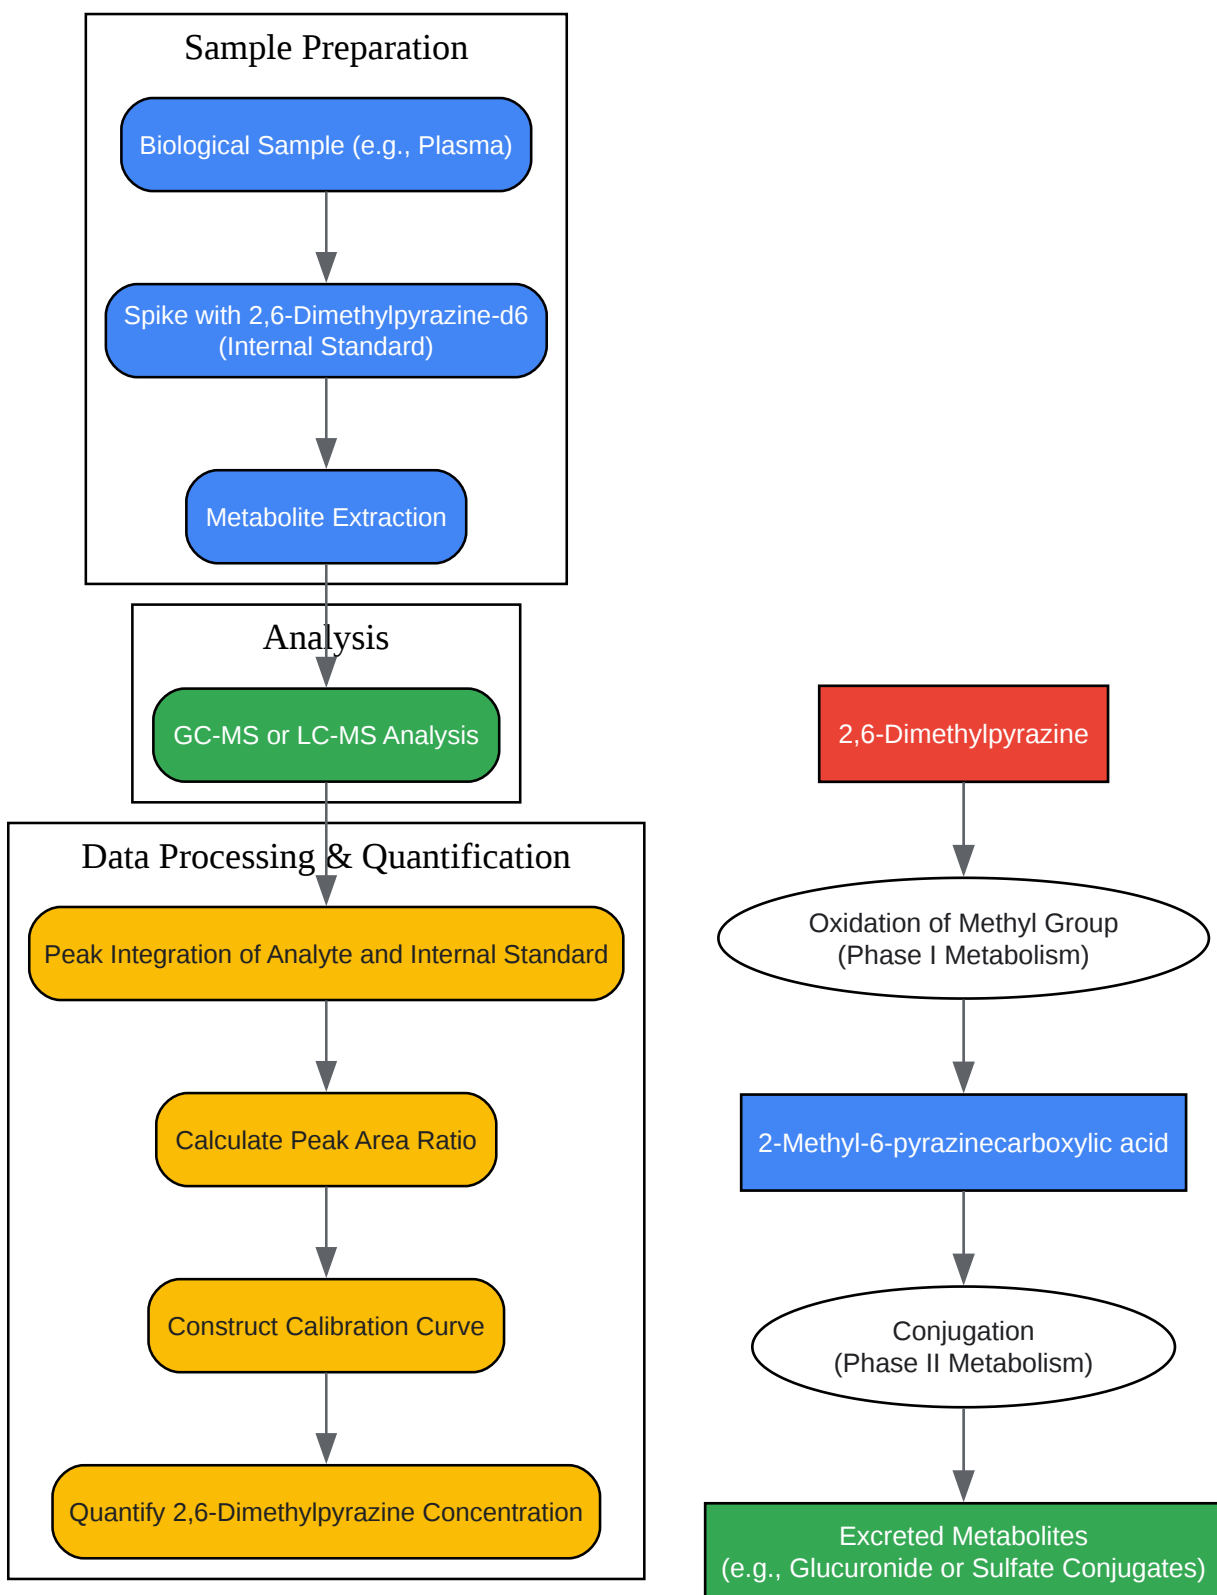 Sample Preparation
Biological Sample (e.g., Plasma)
Spike with 2,6-Dimethylpyrazine-d6
(Internal Standard)
Metabolite Extraction
Analysis
GC-MS or LC-MS Analysis
Data Processing & Quantification
Peak Integration of Analyte and Internal Standard
Calculate Peak Area Ratio
Construct Calibration Curve
Quantify 2,6-Dimethylpyrazine Concentration
2,6-Dimethylpyrazine
Oxidation of Methyl Group
(Phase I Metabolism)
2-Methyl-6-pyrazinecarboxylic acid
Conjugation
(Phase II Metabolism)
Excreted Metabolites
(e.g., Glucuronide or Sulfate Conjugates)